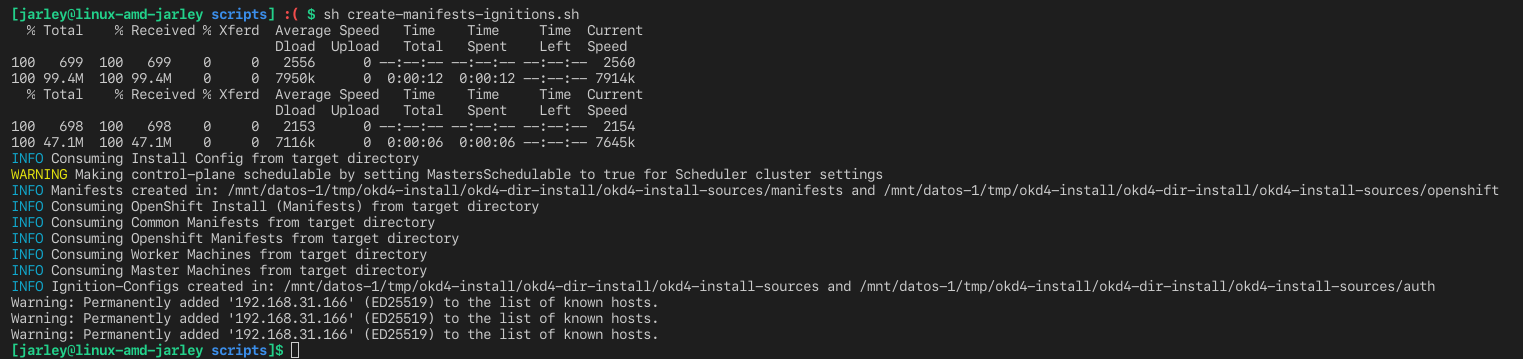 [jarley@linux-amd-jarley scripts] :( $ sh create-manifests-ignitions.sh
  % Total    % Received % Xferd  Average Speed   Time    Time     Time  Current
                                 Dload  Upload   Total   Spent    Left  Speed
100   699  100   699    0     0   2556      0 --:--:-- --:--:-- --:--:--  2560
100 99.4M  100 99.4M    0     0  7950k      0  0:00:12  0:00:12 --:--:-- 7914k
  % Total    % Received % Xferd  Average Speed   Time    Time     Time  Current
                                 Dload  Upload   Total   Spent    Left  Speed
100   698  100   698    0     0   2153      0 --:--:-- --:--:-- --:--:--  2154
100 47.1M  100 47.1M    0     0  7116k      0  0:00:06  0:00:06 --:--:-- 7645k
INFO Consuming Install Config from target directory
WARNING Making control-plane schedulable by setting MastersSchedulable to true for Scheduler cluster settings
INFO Manifests created in: /mnt/datos-1/tmp/okd4-install/okd4-dir-install/okd4-install-sources/manifests and /mnt/datos-1/tmp/okd4-install/okd4-dir-install/okd4-install-sources/openshift
INFO Consuming OpenShift Install (Manifests) from target directory
INFO Consuming Common Manifests from target directory
INFO Consuming Openshift Manifests from target directory
INFO Consuming Worker Machines from target directory
INFO Consuming Master Machines from target directory
INFO Ignition-Configs created in: /mnt/datos-1/tmp/okd4-install/okd4-dir-install/okd4-install-sources and /mnt/datos-1/tmp/okd4-install/okd4-dir-install/okd4-install-sources/auth
Warning: Permanently added '192.168.31.166' (ED25519) to the list of known hosts.
Warning: Permanently added '192.168.31.166' (ED25519) to the list of known hosts.
Warning: Permanently added '192.168.31.166' (ED25519) to the list of known hosts.
[jarley@linux-amd-jarley scripts]$